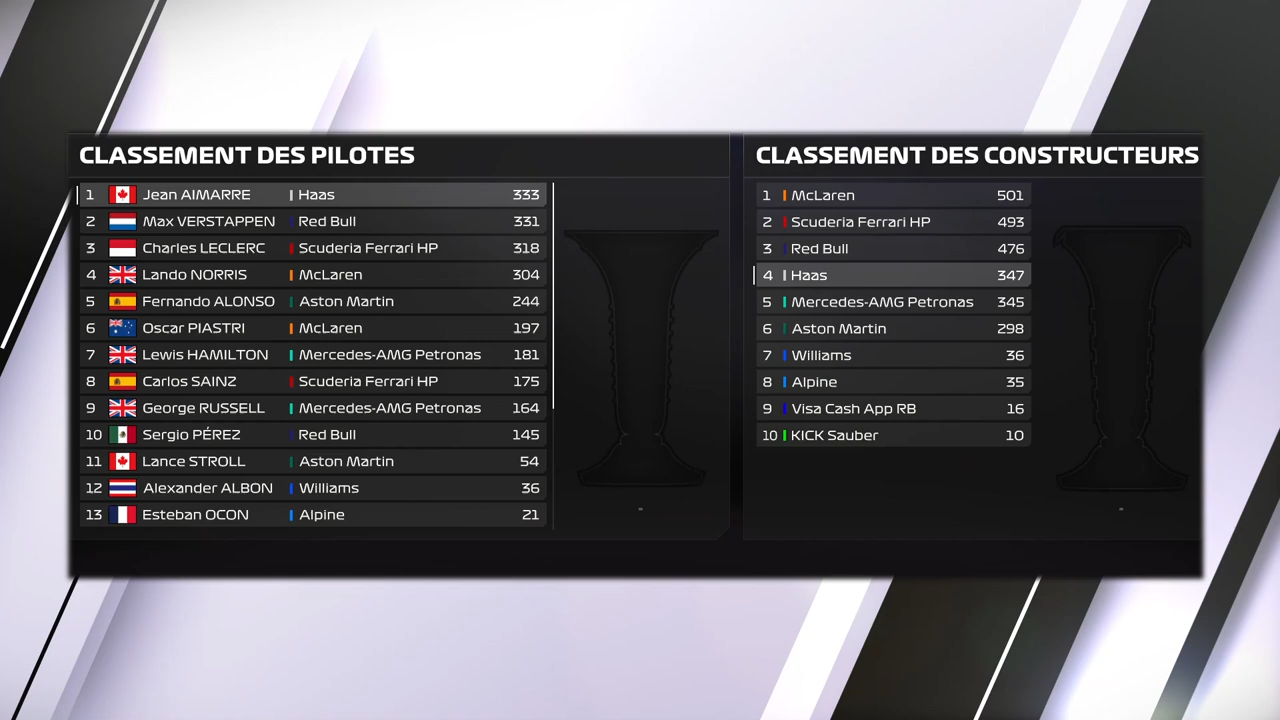 CLASSEMENT DES PILOTES
1 Jean AIMARRE Haas 333
2 Max VERSTAPPEN Red Bull 331
3 Charles LECLERC Scuderia Ferrari HP 318
4 Lando NORRIS McLaren 304
5 Fernando ALONSO Aston Martin 244
6 Oscar PIASTRI McLaren 197
7 Lewis HAMILTON Mercedes-AMG Petronas 181
8 Carlos SAINZ Scuderia Ferrari HP 175
9 George RUSSELL Mercedes-AMG Petronas 164
10 Sergio PÉREZ Red Bull 145
11 Lance STROLL Aston Martin 54
12 Alexander ALBON Williams 36
13 Esteban OCON Alpine 21
CLASSEMENT DES CONSTRUCTEURS
1 McLaren 501
2 Scuderia Ferrari HP 493
3 Red Bull 476
4 Haas 347
5 Mercedes-AMG Petronas 345
6 Aston Martin 298
7 Williams 36
8 Alpine 35
9 Visa Cash App RB 16
10 KICK Sauber 10